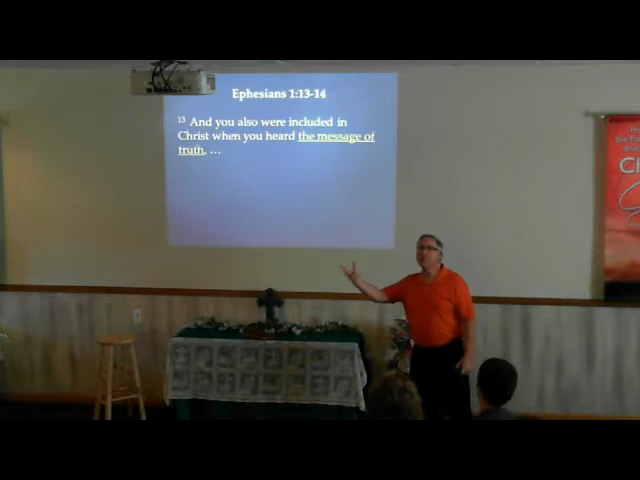 Ephesians 1:13-14
13 And you also were included in
Christ when you heard the message of
truth, …